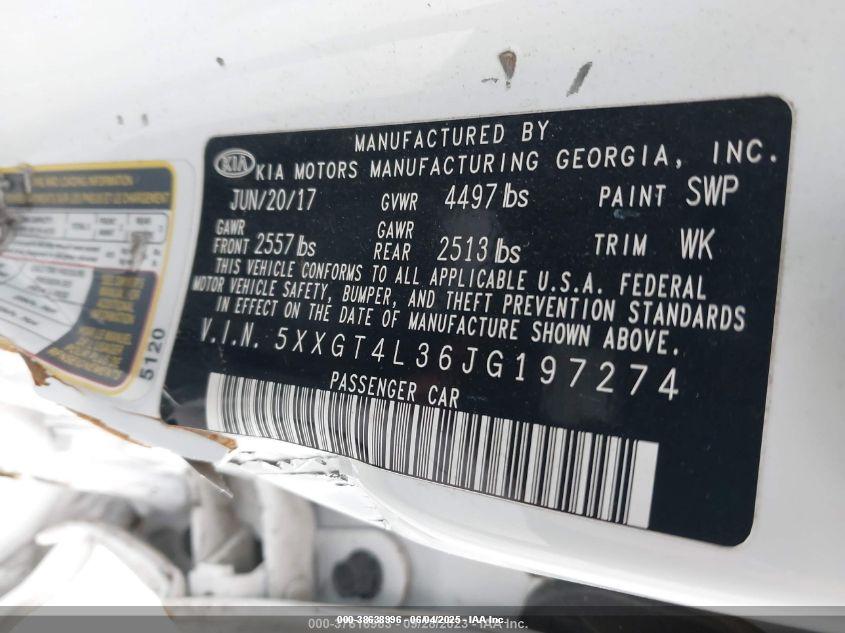 MANUFACTURED BY
KIA KIA MOTORS MANUFACTURING GEORGIA, INC.
JUN/20/17 GVWR 4497 lbs PAINT SWP
GAWR FRONT 2557 lbs GAWR REAR 2513 lbs TRIM WK
THIS VEHICLE CONFORMS TO ALL APPLICABLE U.S.A. FEDERAL
MOTOR VEHICLE SAFETY, BUMPER, AND THEFT PREVENTION STANDARDS
IN EFFECT ON THE DATE OF MANUFACTURE SHOWN ABOVE.
V.I.N. 5XXGT4L36JG197274
PASSENGER CAR
5120
000-38638996 - 06/04/2025 - IAA Inc.